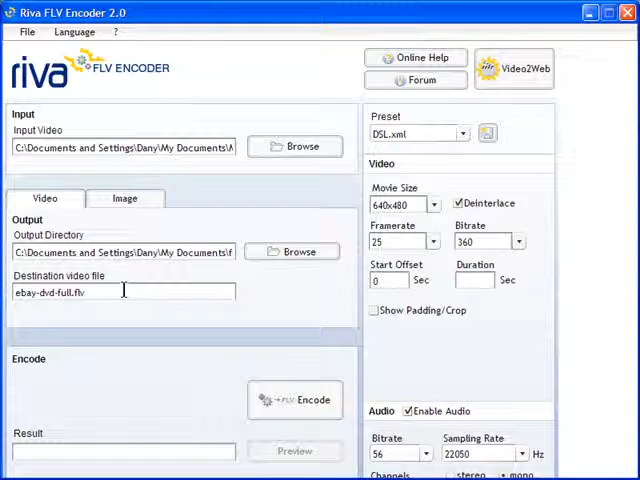 Riva FLV Encoder 2.0
File Language ?
riva FLV ENCODER
Online Help
Forum
Video2Web
Input
Input Video
C:\Documents and Settings\Dany\My Documents\M
Browse
Video Image
Output
Output Directory
C:\Documents and Settings\Dany\My Documents\f
Browse
Destination video file
ebay-dvd-full.flv
Encode
FLV Encode
Result
Preview
Preset
DSL.xml
Video
Movie Size
640x480
Deinterlace
Framerate Bitrate
25 360
Start Offset Duration
0 Sec Sec
Show Padding/Crop
Audio Enable Audio
Bitrate Sampling Rate
56 22050 Hz
Channels stereo mono